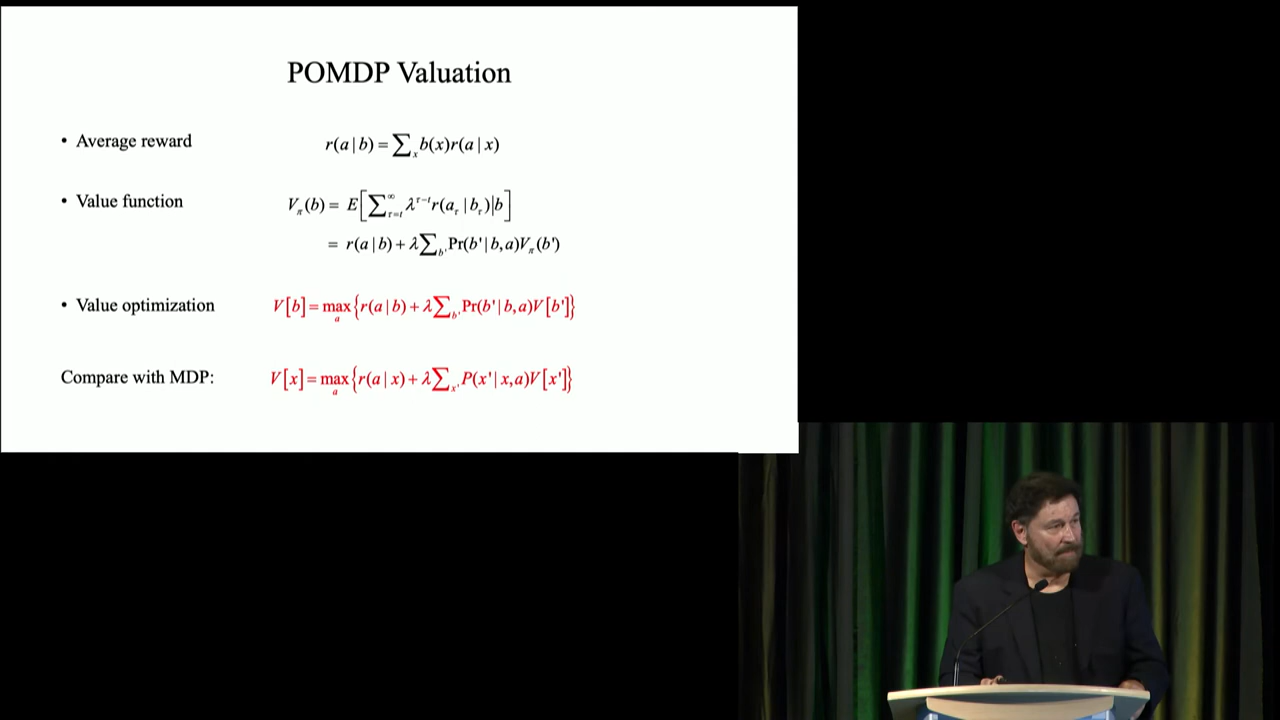 POMDP Valuation
• Average reward r(a|b) = ∑ₓ b(x)r(a|x)
• Value function V_π(b) = E[∑_{τ=t}^{∞} λ^{τ−t} r(a_τ|b_τ)|b]
= r(a|b) + λ∑_{b'} Pr(b'|b,a)V_π(b')
• Value optimization V[b] = max_a {r(a|b) + λ∑_{b'} Pr(b'|b,a)V[b']}
Compare with MDP: V[x] = max_a {r(a|x) + λ∑_{x'} P(x'|x,a)V[x']}